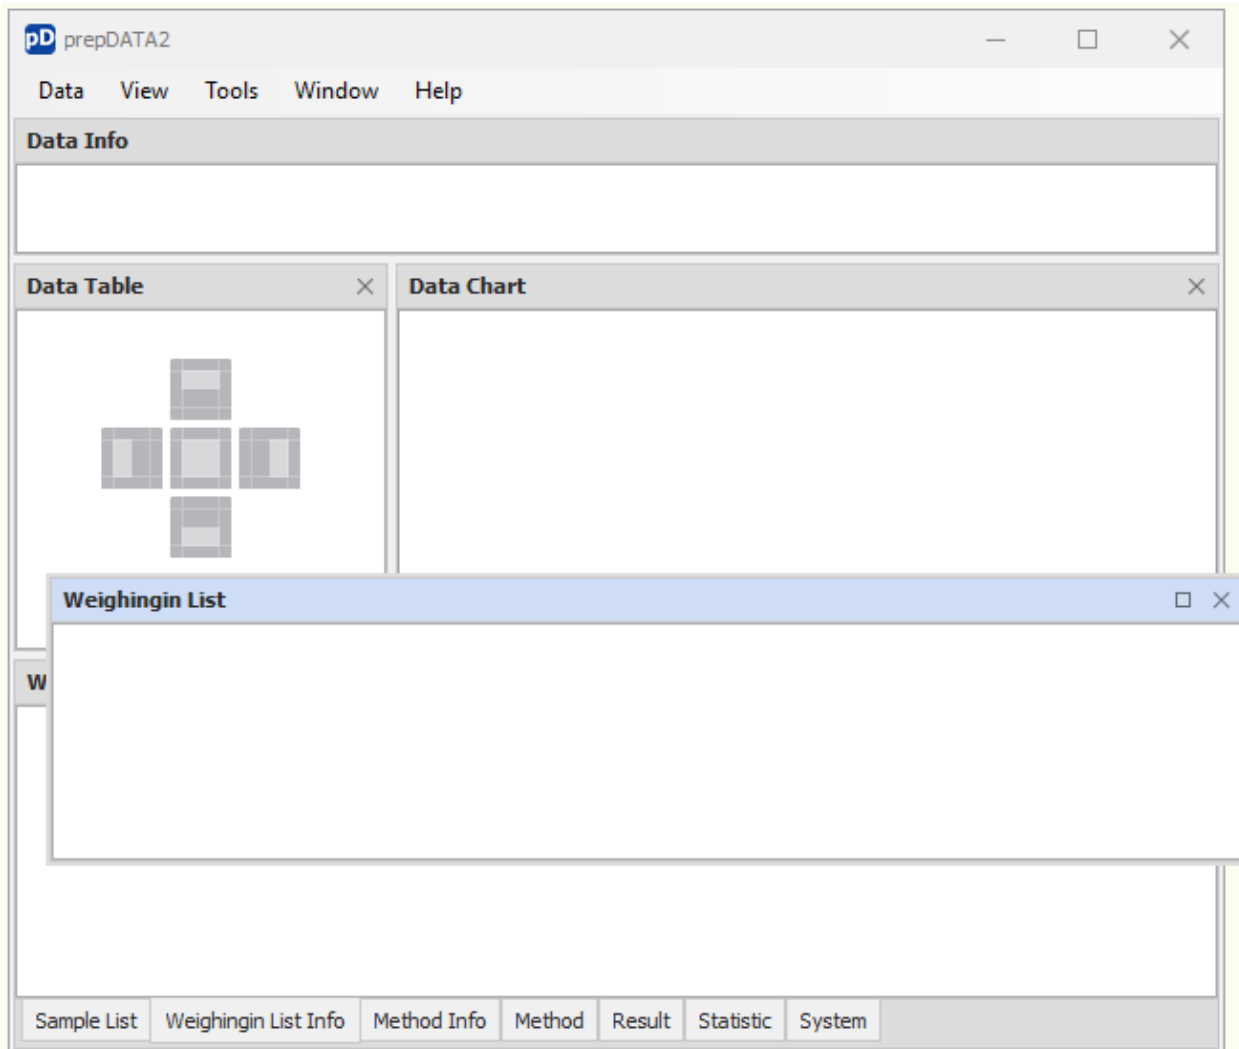 pD prepDATA2
Data View Tools Window Help
Data Info
Data Table
Data Chart
Weighingin List
W
Sample List Weighingin List Info Method Info Method Result Statistic System